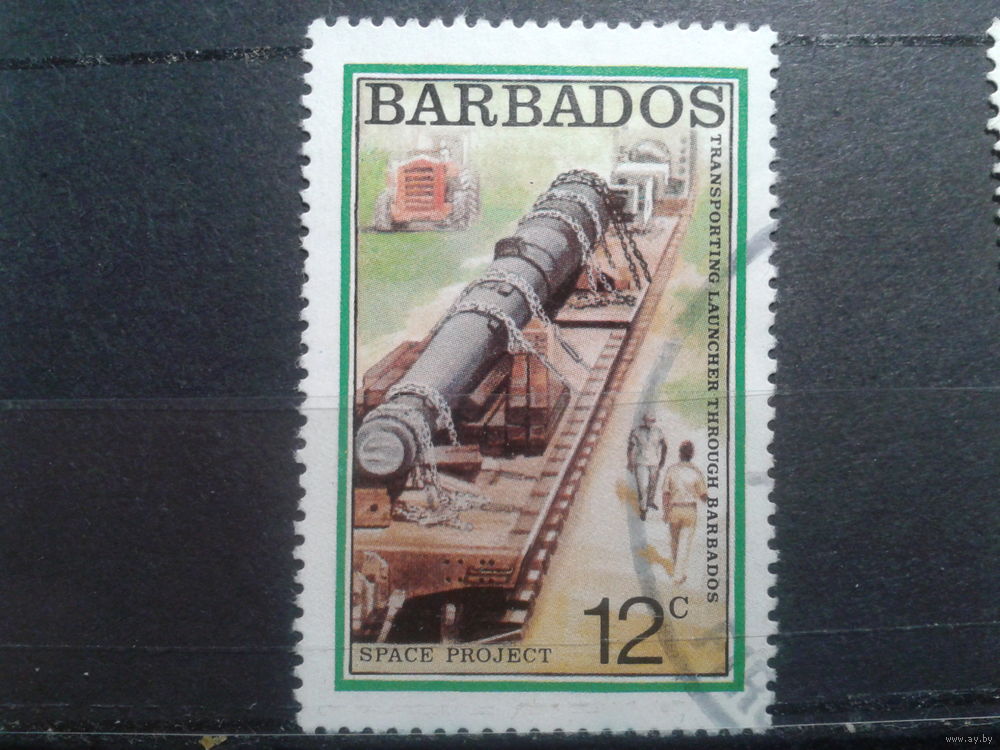 BARBADOS
TRANSPORTING LAUNCHER THROUGH BARBADOS
12c
SPACE PROJECT
www.ay.by